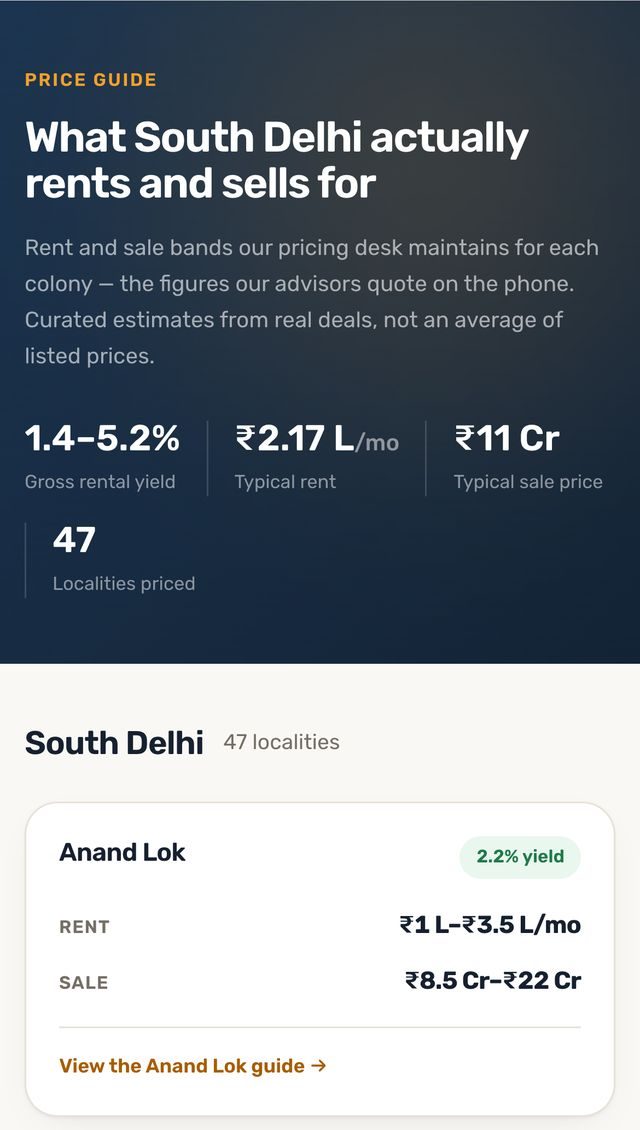 PRICE GUIDE
What South Delhi actually
rents and sells for
Rent and sale bands our pricing desk maintains for each
colony — the figures our advisors quote on the phone.
Curated estimates from real deals, not an average of
listed prices.
1.4–5.2%
Gross rental yield
₹2.17 L/mo
Typical rent
₹11 Cr
Typical sale price
47
Localities priced
South Delhi 47 localities
Anand Lok 2.2% yield
RENT ₹1 L–₹3.5 L/mo
SALE ₹8.5 Cr–₹22 Cr
View the Anand Lok guide →